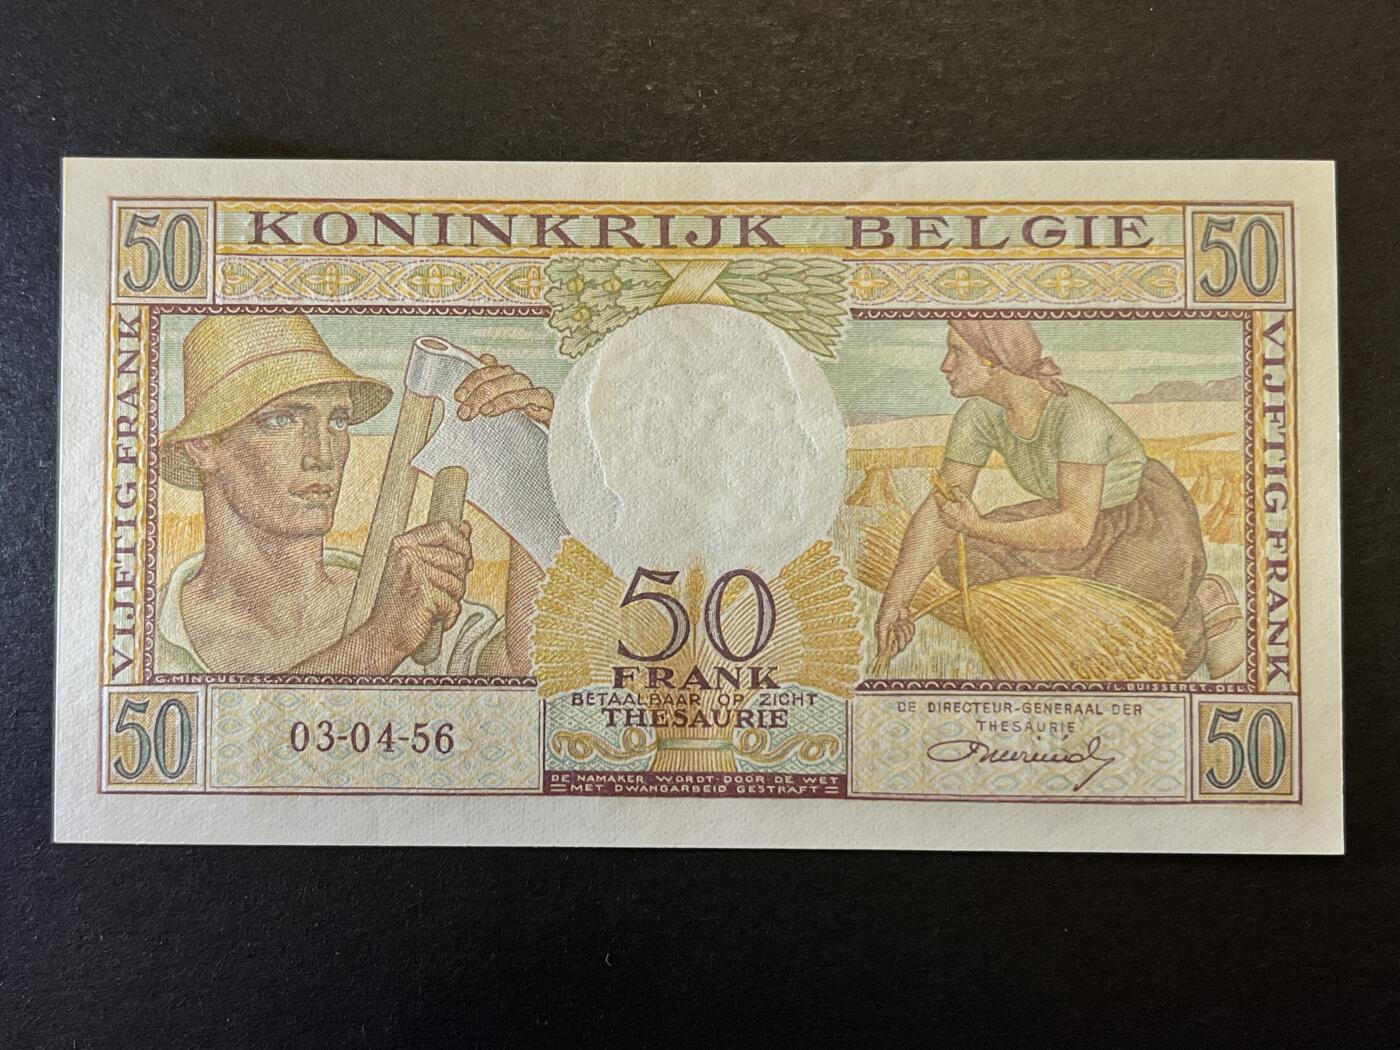 50 KONINKRIJK BELGIE 50
VIJFTIG FRANK
VIJFTIG FRANK
50
FRANK
BETAALBAAR OP ZICHT
THESAURIE
G. MINGUET. SC.
L. BUISSERET. DEL.
50
03-04-56
DE DIRECTEUR-GENERAAL DER
THESAURIE
50
DE NAMAKER WORDT DOOR DE WET
MET DWANGARBEID GESTRAFT